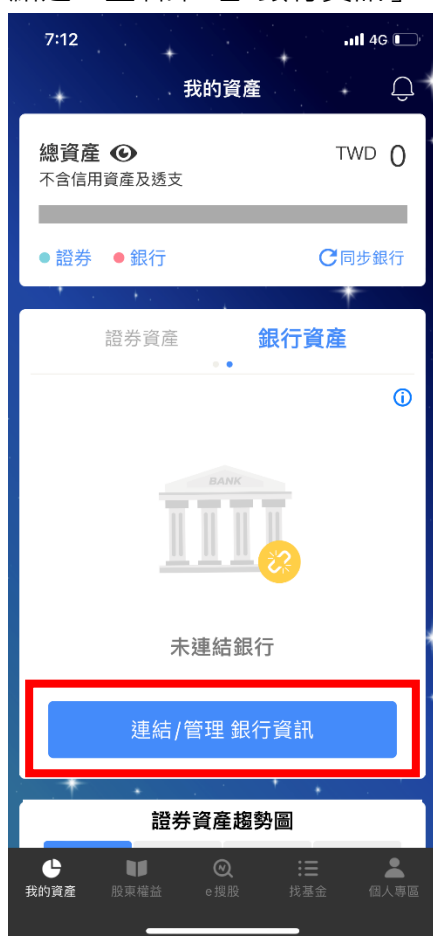 7:12
4G
我的資產
總資產
TWD 0
不含信用資產及透支
證券
銀行
同步銀行
證券資產
銀行資產
BANK
未連結銀行
連結/管理 銀行資訊
證券資產趨勢圖
我的資產
股東權益
e搜股
找基金
個人專區